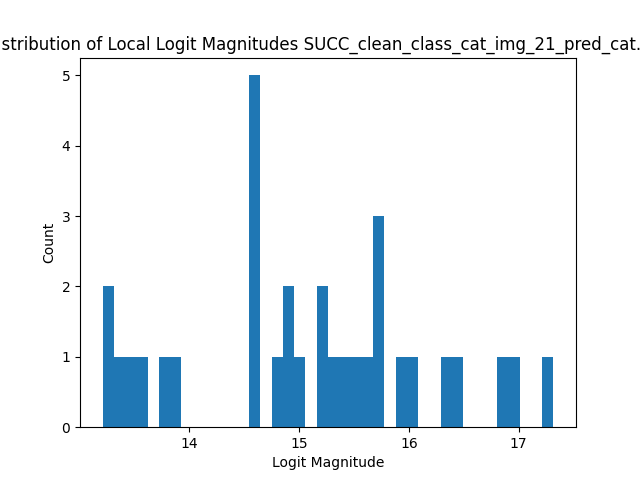 stribution of Local Logit Magnitudes SUCC_clean_class_cat_img_21_pred_cat.
5
4
3
2
1
0
Count
14 15 16 17
Logit Magnitude